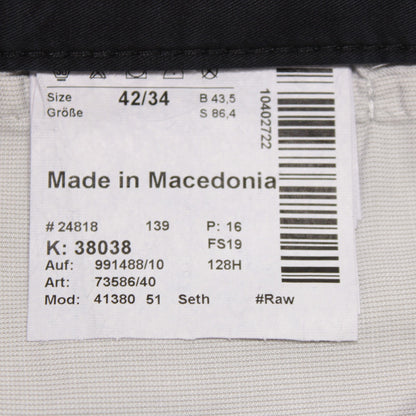 Size 42/34 B 43,5
Größe S 86,4
10402722
Made in Macedonia
# 24818 139 P: 16
K: 38038 FS19
Auf: 991488/10 128H
Art: 73586/40
Mod: 41380 51 Seth #Raw